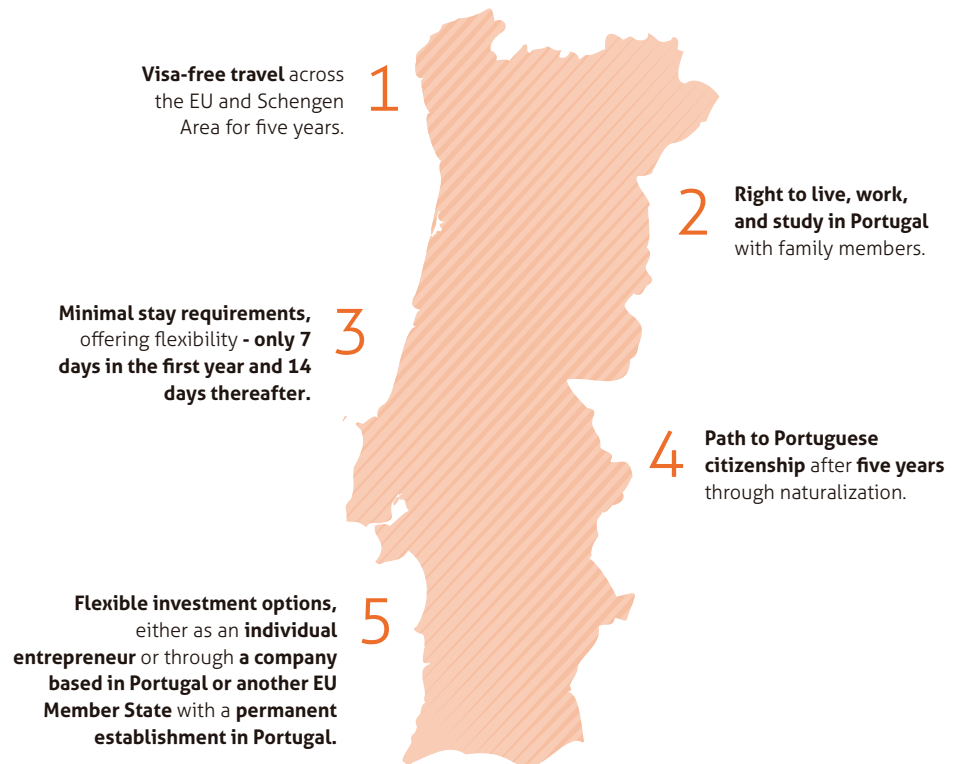 1
Visa-free travel across
the EU and Schengen
Area for five years.
2
Right to live, work,
and study in Portugal
with family members.
3
Minimal stay requirements,
offering flexibility - only 7
days in the first year and 14
days thereafter.
4
Path to Portuguese
citizenship after five years
through naturalization.
5
Flexible investment options,
either as an individual
entrepreneur or through a company
based in Portugal or another EU
Member State with a permanent
establishment in Portugal.